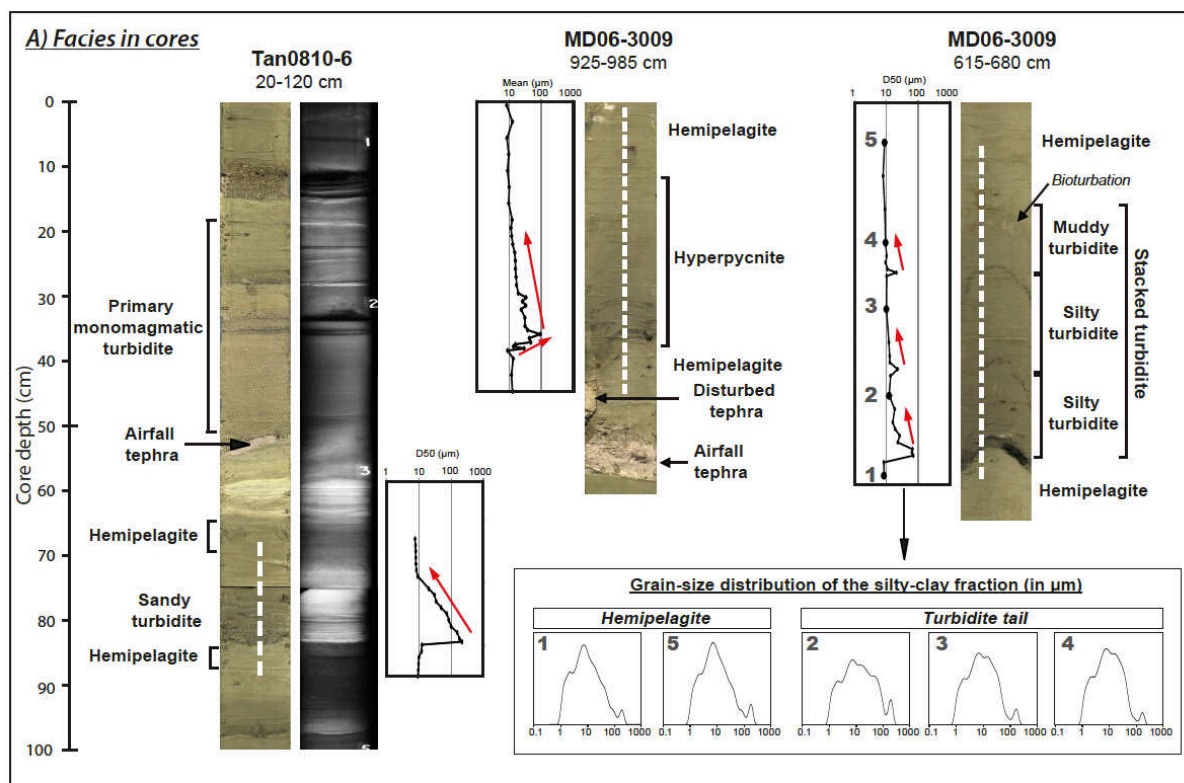 A) Facies in cores
Tan0810-6
20-120 cm
MD06-3009
925-985 cm
MD06-3009
615-680 cm
Core depth (cm)
0
10
20
30
40
50
60
70
80
90
100
1
2
3
Primary
monomagmatic
turbidite
Airfall
tephra
Hemipelagite
Sandy
turbidite
Hemipelagite
D50 (µm)
1 10 100 1000
Mean (µm)
10 100 1000
Hemipelagite
Hyperpycnite
Hemipelagite
Disturbed
tephra
Airfall
tephra
D50 (µm)
1 10 100 1000
5
4
3
2
1
Hemipelagite
Bioturbation
Muddy
turbidite
Silty
turbidite
Silty
turbidite
Stacked turbidite
Hemipelagite
Grain-size distribution of the silty-clay fraction (in µm)
Hemipelagite
Turbidite tail
1
5
2
3
4
0.1 1 10 100 1000
0.1 1 10 100 1000
0.1 1 10 100 1000
0.1 1 10 100 1000
0.1 1 10 100 1000